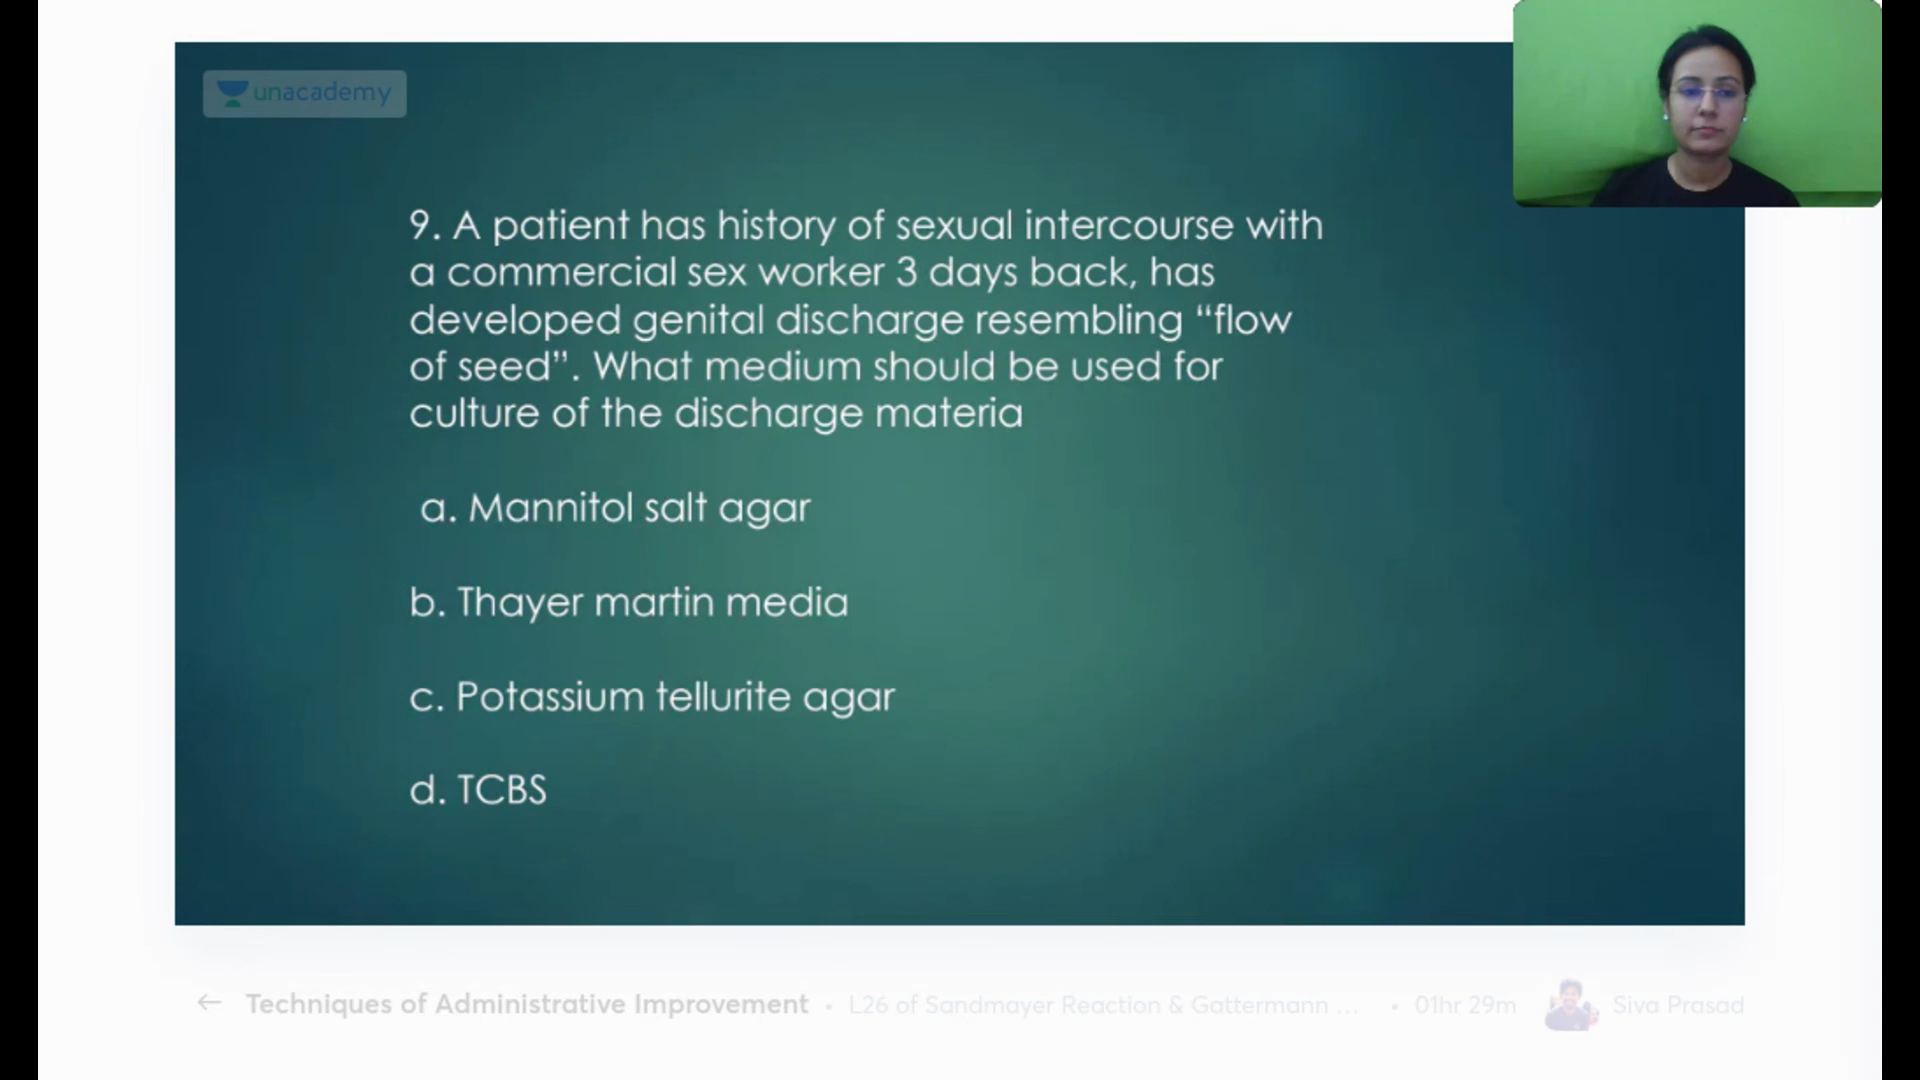 unacademy
9. A patient has history of sexual intercourse with
a commercial sex worker 3 days back, has
developed genital discharge resembling “flow
of seed”. What medium should be used for
culture of the discharge materia
a. Mannitol salt agar
b. Thayer martin media
c. Potassium tellurite agar
d. TCBS
← Techniques of Administrative Improvement • L26 of Sandmayer Reaction & Gattermann ... • 01hr 29m Siva Prasad